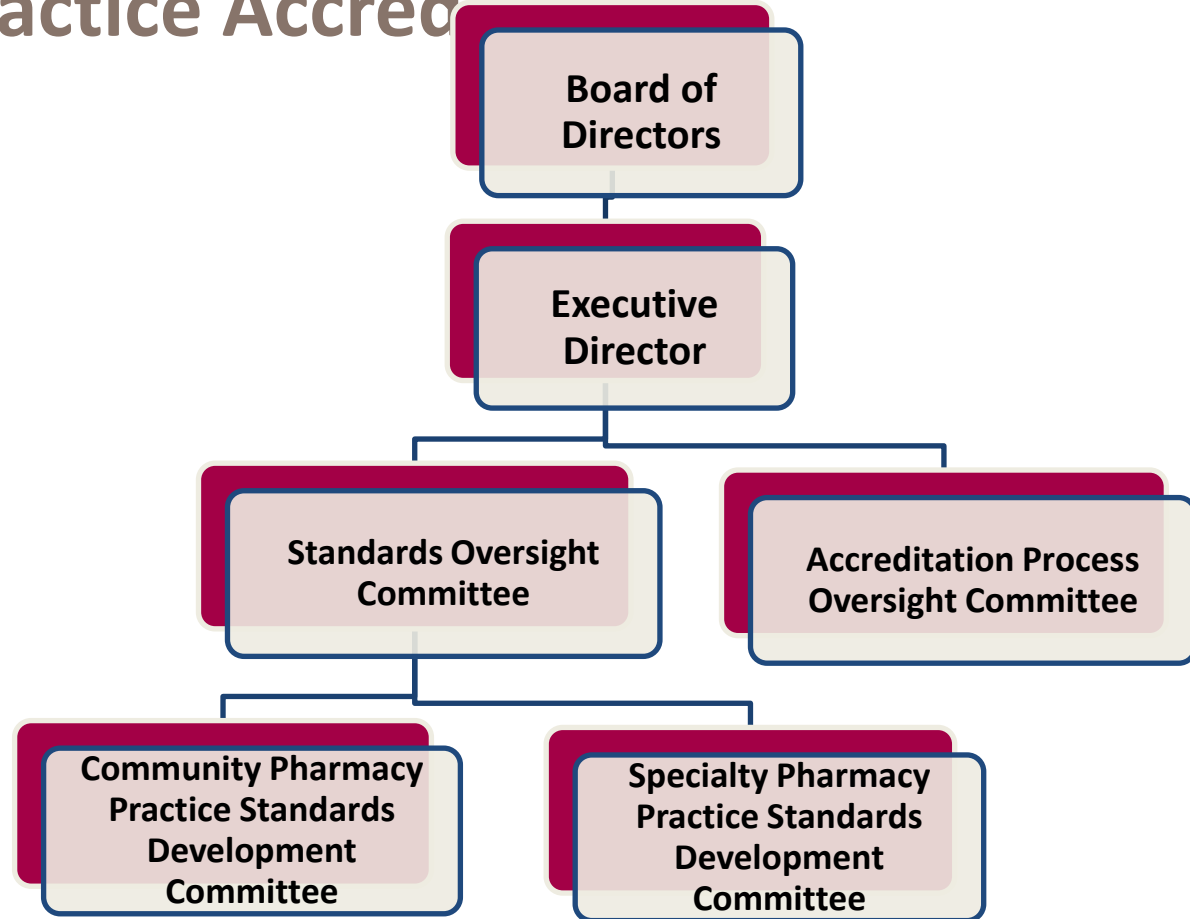 actice Accred
Board of
Directors
Executive
Director
Standards Oversight
Committee
Accreditation Process
Oversight Committee
Community Pharmacy
Practice Standards
Development
Committee
Specialty Pharmacy
Practice Standards
Development
Committee